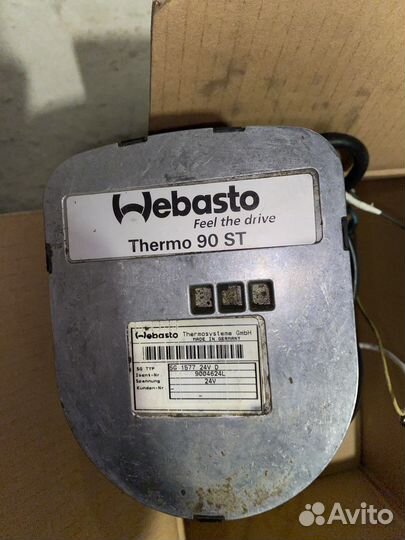 Webasto
Feel the drive
Thermo 90 ST
Webasto Thermosysteme GmbH
MADE IN GERMANY
SG TYP SG 1577 24V D
Ident-Nr. 9004624L
Spannung 24V
Kunden-Nr. -
Avito